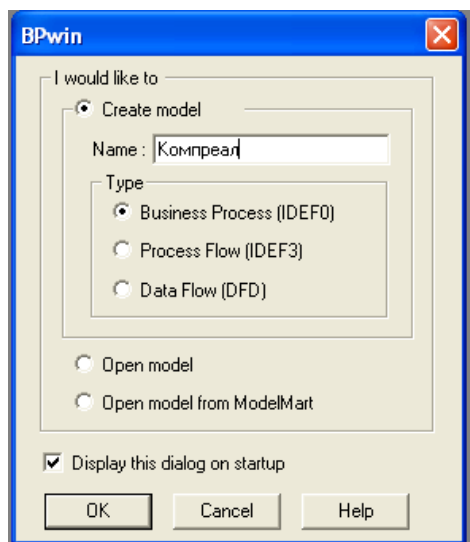 BPwin
I would like to
Create model
Name : Компреал
Type
Business Process (IDEF0)
Process Flow (IDEF3)
Data Flow (DFD)
Open model
Open model from ModelMart
Display this dialog on startup
OK Cancel Help